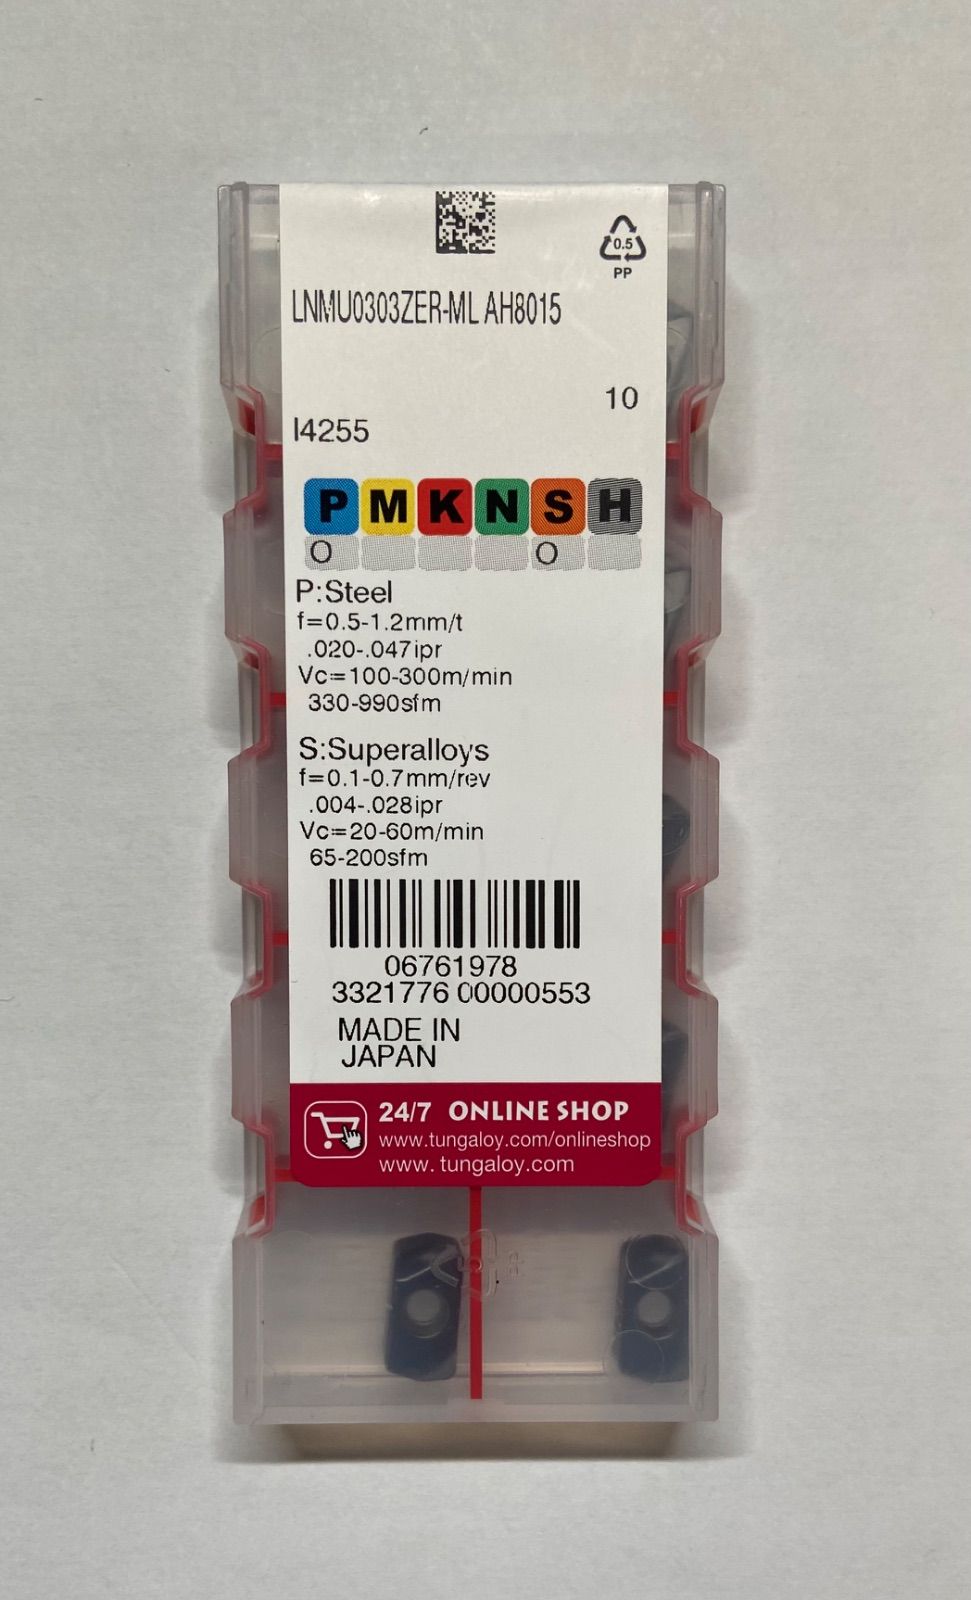 0.5
PP
LNMU0303ZER-ML AH8015
10
I4255
P M K N S H
O O
P:Steel
f=0.5-1.2mm/t
.020-.047ipr
Vc=100-300m/min
330-990sfm
S:Superalloys
f=0.1-0.7mm/rev
.004-.028ipr
Vc=20-60m/min
65-200sfm
06761978
3321776 00000553
MADE IN
JAPAN
24/7 ONLINE SHOP
www.tungaloy.com/onlineshop
www.tungaloy.com